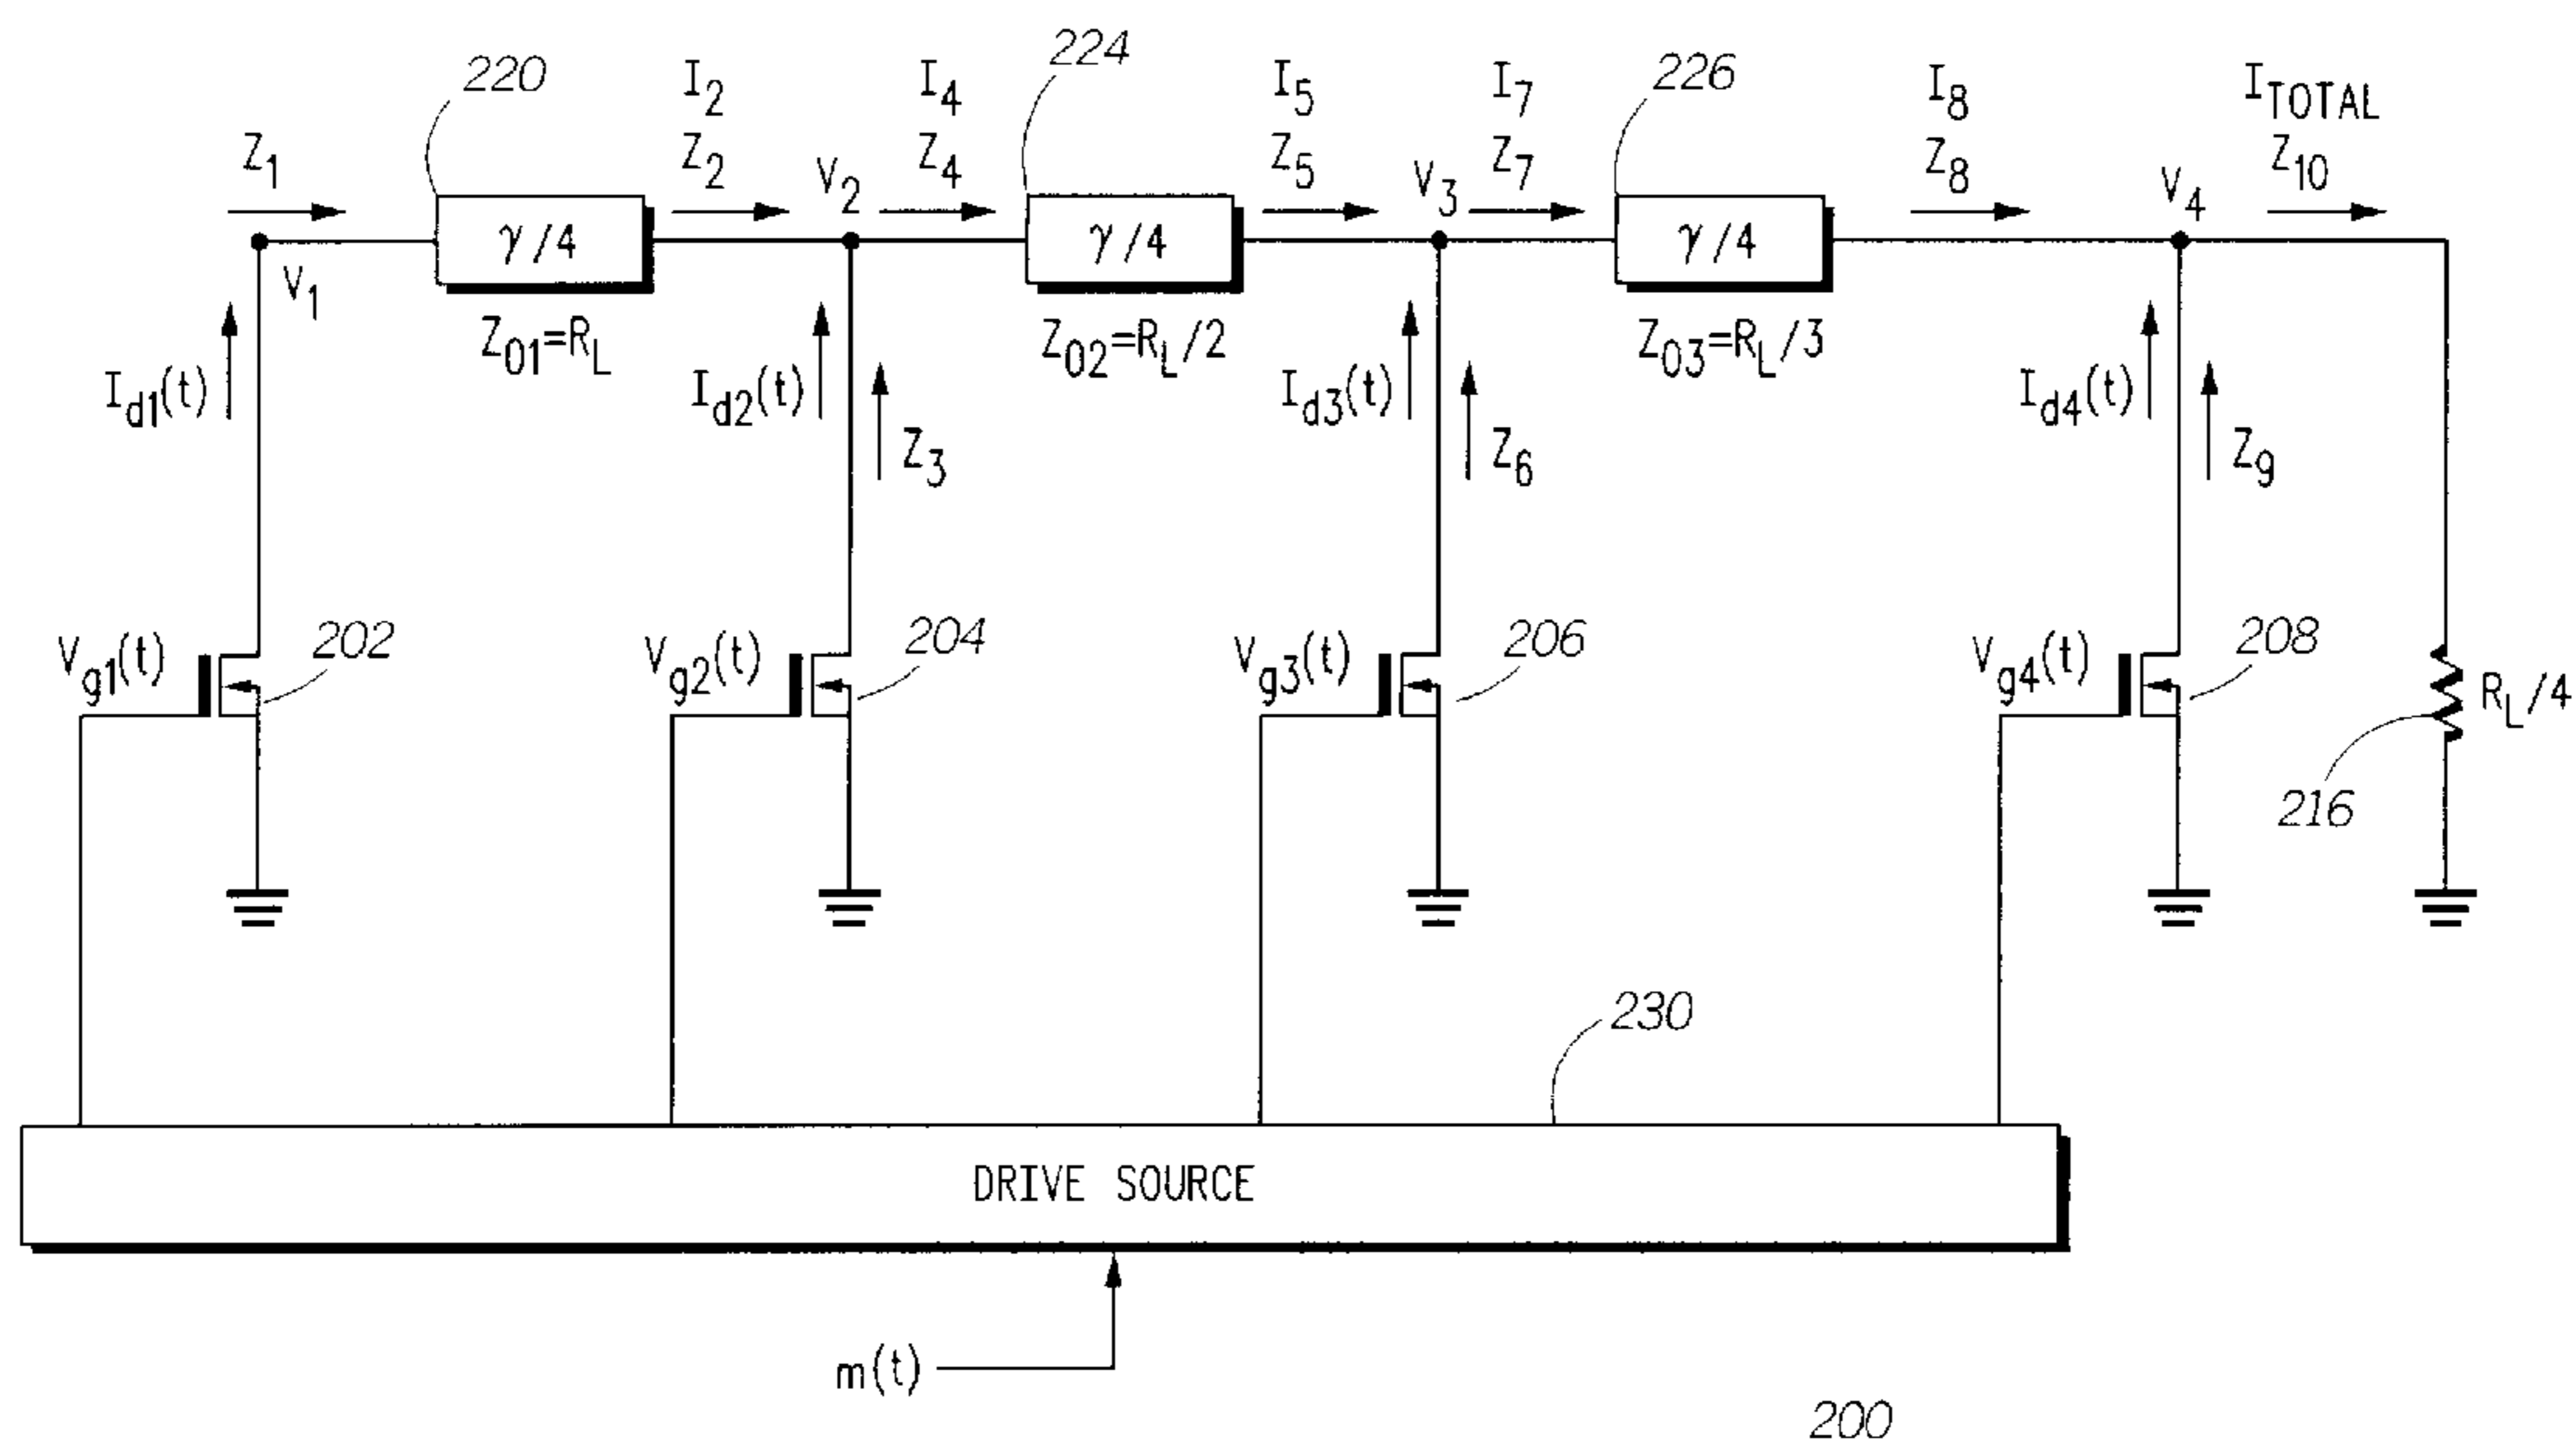 220
I2
I4
224
I5
I7
226
I8
ITOTAL
Z1
Z2
V2
Z4
Z5
V3
Z7
Z8
V4
Z10
γ/4
γ/4
γ/4
V1
Z01=RL
Z02=RL/2
Z03=RL/3
Id1(t)
Id2(t)
Z3
Id3(t)
Z6
Id4(t)
Z9
Vg1(t)
202
Vg2(t)
204
Vg3(t)
206
Vg4(t)
208
RL/4
216
230
DRIVE SOURCE
m(t)
200